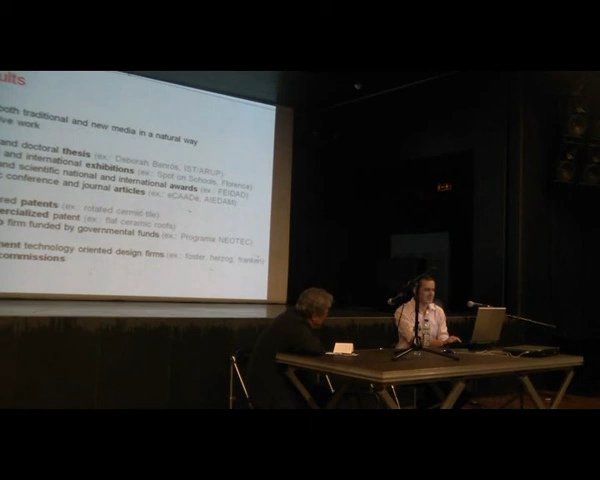 ults
both traditional and new media in a natural way
ive work
and doctoral thesis (ex.: Deborah Benros, IST/ARUP)
and international exhibitions (ex.: Spot on Schools, Florence)
and scientific national and international awards (ex.: FEIDAD)
c conference and journal articles (ex.: eCAADe, AIEDAM)
red patents (ex.: rotated cermic tile)
ercialized patent (ex.: flat ceramic roofs)
o firm funded by governmental funds (ex.: Programa NEOTEC)
ment technology oriented design firms (ex.: foster, herzog, franken)
commissions